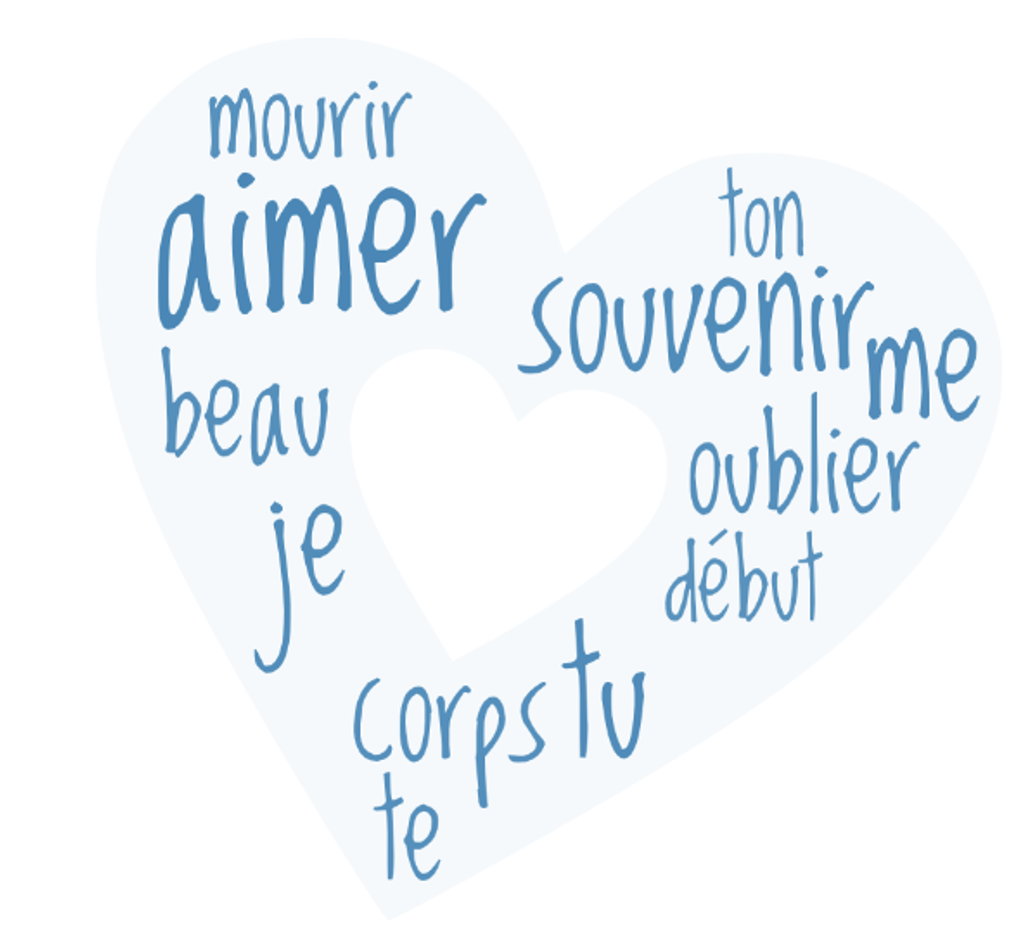 mourir
aimer
beau
je
ton
souvenir
me
oublier
début
corps
tu
te